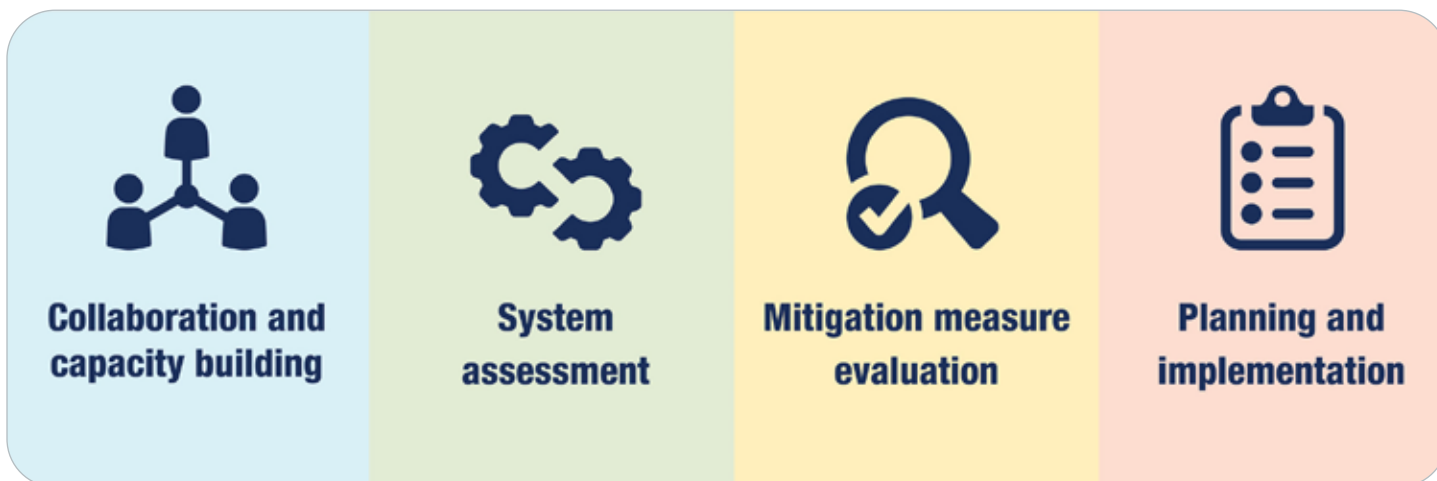 Collaboration and
capacity building
System
assessment
Mitigation measure
evaluation
Planning and
implementation